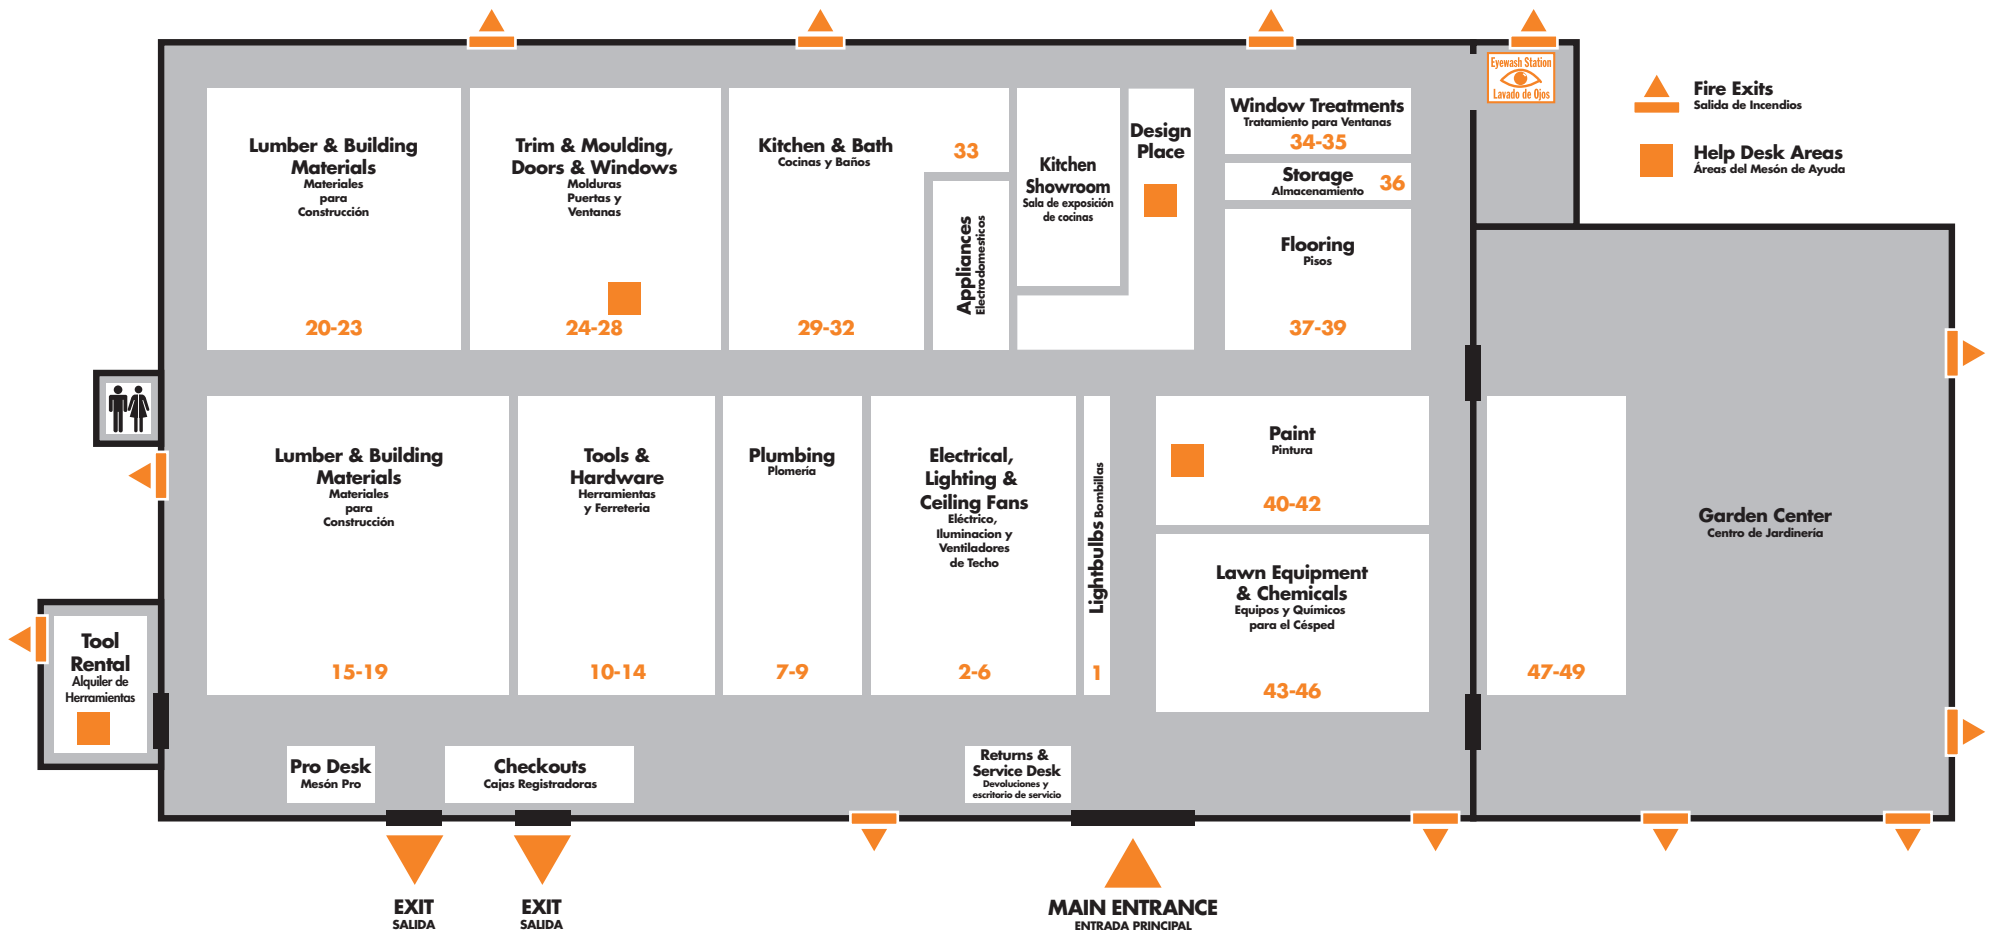 Eyewash Station
Lavado de Ojos
Fire Exits
Salida de Incendios
Help Desk Areas
Áreas del Mesón de Ayuda
Lumber & Building
Materials
Materiales
para
Construcción
20-23
Trim & Moulding,
Doors & Windows
Molduras
Puertas y
Ventanas
24-28
Kitchen & Bath
Cocinas y Baños
33
29-32
Appliances
Electrodomesticos
Kitchen
Showroom
Sala de exposición
de cocinas
Design
Place
Window Treatments
Tratamiento para Ventanas
34-35
Storage
Almacenamiento
36
Flooring
Pisos
37-39
Lumber & Building
Materials
Materiales
para
Construcción
15-19
Tools &
Hardware
Herramientas
y Ferreteria
10-14
Plumbing
Plomería
7-9
Electrical,
Lighting &
Ceiling Fans
Eléctrico,
Iluminacion y
Ventiladores
de Techo
2-6
Lightbulbs Bombillas
1
Paint
Pintura
40-42
Lawn Equipment
& Chemicals
Equipos y Químicos
para el Césped
43-46
47-49
Garden Center
Centro de Jardinería
Tool
Rental
Alquiler de
Herramientas
Pro Desk
Mesón Pro
Checkouts
Cajas Registradoras
Returns &
Service Desk
Devoluciones y
escritorio de servicio
EXIT
SALIDA
EXIT
SALIDA
MAIN ENTRANCE
ENTRADA PRINCIPAL